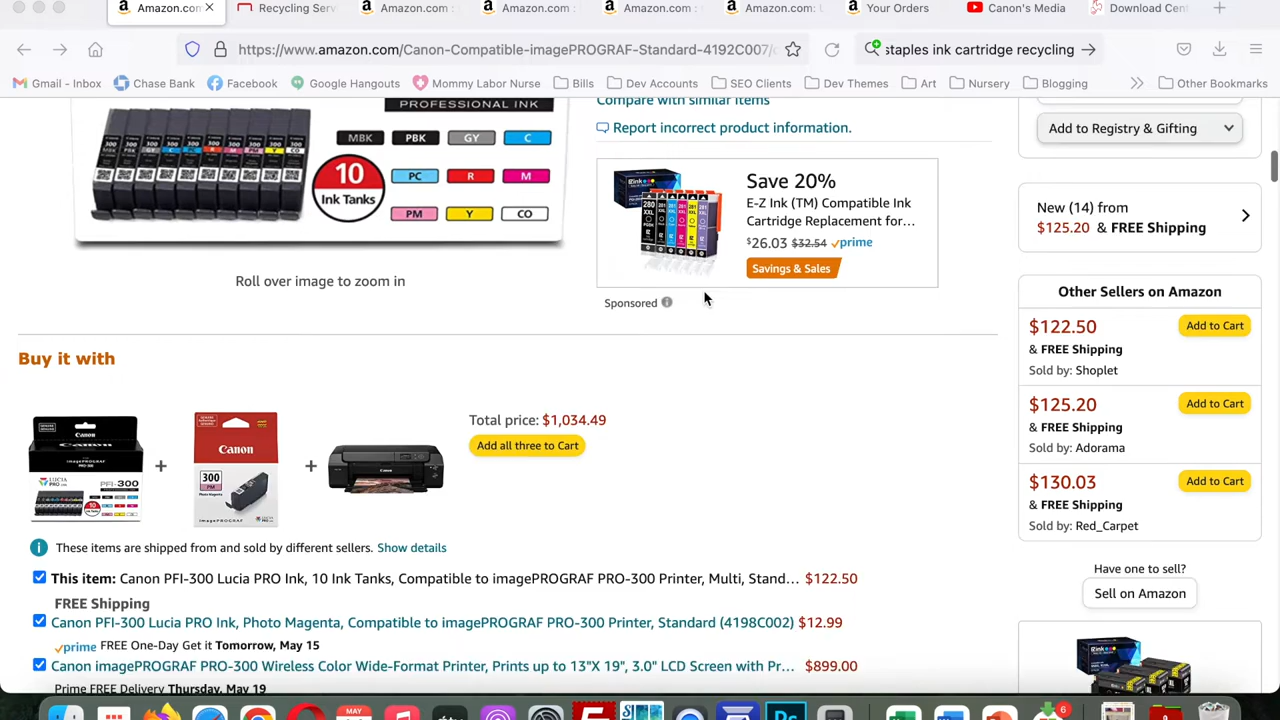 Amazon.co
Recycling Serv
Amazon.com :
Amazon.com :
Amazon.com :
Amazon.com: U
Your Orders
Canon's Media
Download Cent
https://www.amazon.com/Canon-Compatible-imagePROGRAF-Standard-4192C007/
staples ink cartridge recycling
Gmail - Inbox
Chase Bank
Facebook
Google Hangouts
Mommy Labor Nurse
Bills
Dev Accounts
SEO Clients
Dev Themes
Art
Nursery
Blogging
Other Bookmarks
PROFESSIONAL INK
MBK PBK GY C
PC R M
PM Y CO
10
Ink Tanks
Roll over image to zoom in
Compare with similar items
Report incorrect product information.
Save 20%
E-Z Ink (TM) Compatible Ink
Cartridge Replacement for...
$26.03 $32.54 prime
Savings & Sales
Sponsored
Add to Registry & Gifting
New (14) from
$125.20 & FREE Shipping
Other Sellers on Amazon
$122.50 Add to Cart
& FREE Shipping
Sold by: Shoplet
$125.20 Add to Cart
& FREE Shipping
Sold by: Adorama
$130.03 Add to Cart
& FREE Shipping
Sold by: Red_Carpet
Have one to sell?
Sell on Amazon
Buy it with
Canon
PFI-300
+
Canon
300
PM
+
Total price: $1,034.49
Add all three to Cart
These items are shipped from and sold by different sellers. Show details
This item: Canon PFI-300 Lucia PRO Ink, 10 Ink Tanks, Compatible to imagePROGRAF PRO-300 Printer, Multi, Stand... $122.50
FREE Shipping
Canon PFI-300 Lucia PRO Ink, Photo Magenta, Compatible to imagePROGRAF PRO-300 Printer, Standard (4198C002) $12.99
prime FREE One-Day Get it Tomorrow, May 15
Canon imagePROGRAF PRO-300 Wireless Color Wide-Format Printer, Prints up to 13"X 19", 3.0" LCD Screen with Pr... $899.00
Prime FREE Delivery Thursday, May 19
MAY
6